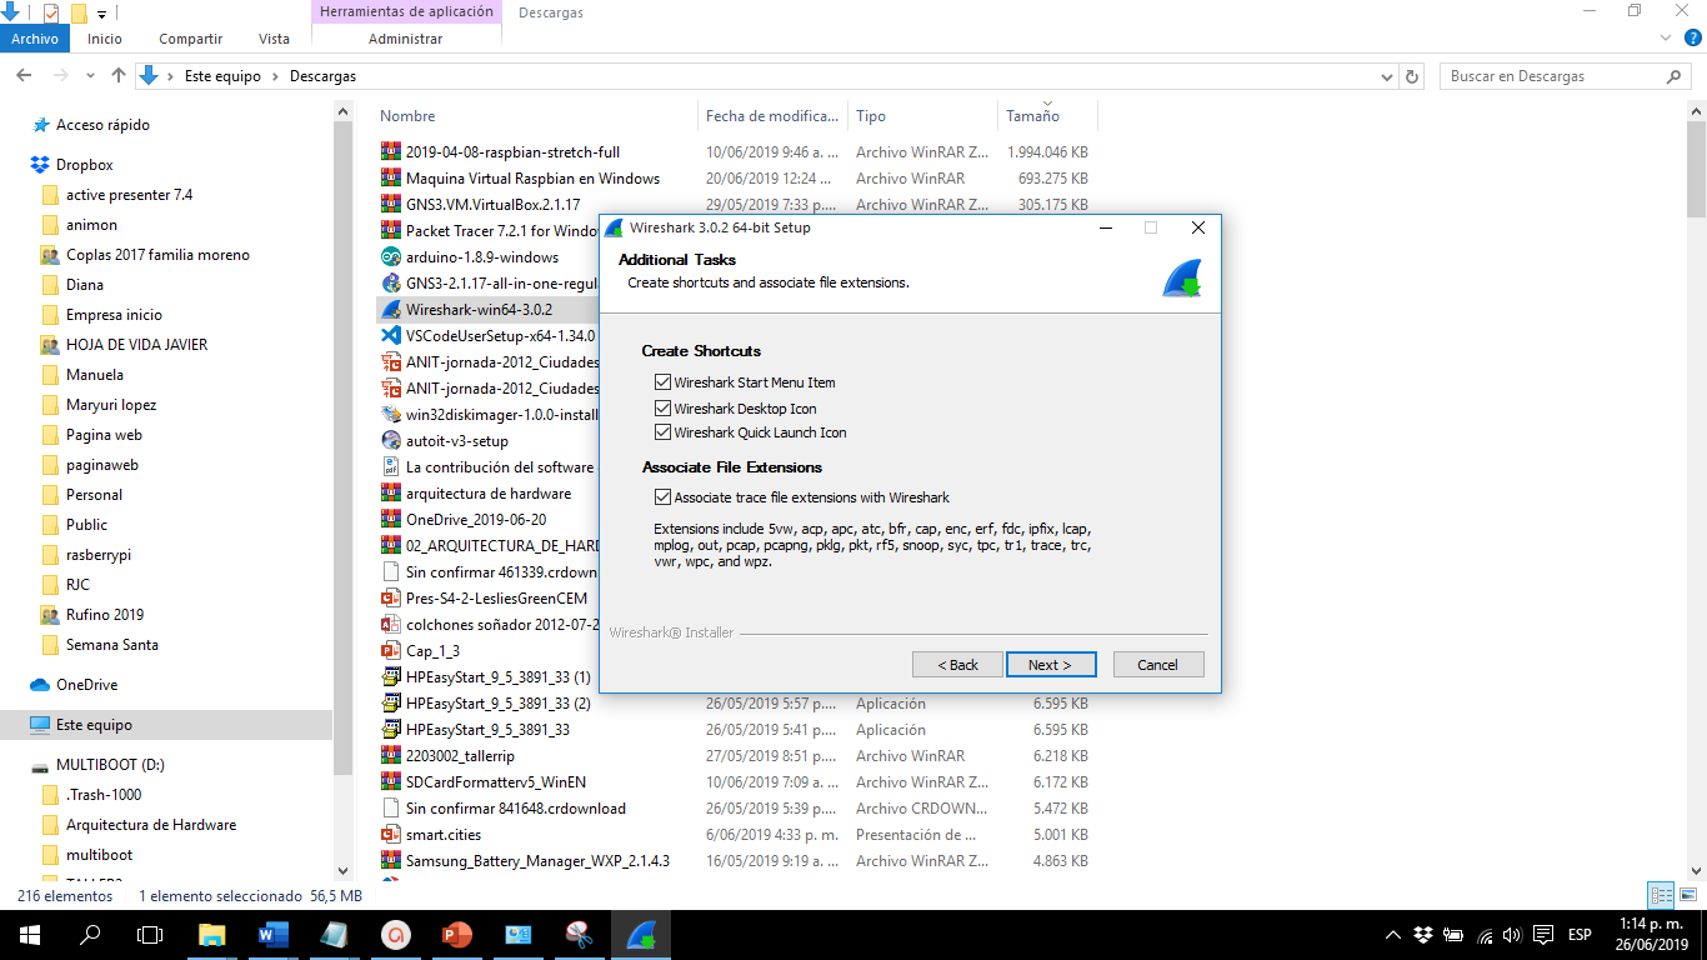 Herramientas de aplicación
Descargas
Archivo
Inicio
Compartir
Vista
Administrar
Este equipo
Descargas
Buscar en Descargas
Nombre
Fecha de modifica...
Tipo
Tamaño
Acceso rápido
Dropbox
active presenter 7.4
animon
Coplas 2017 familia moreno
Diana
Empresa inicio
HOJA DE VIDA JAVIER
Manuela
Maryuri lopez
Pagina web
paginaweb
Personal
Public
rasberrypi
RJC
Rufino 2019
Semana Santa
OneDrive
Este equipo
MULTIBOOT (D:)
.Trash-1000
Arquitectura de Hardware
multiboot
2019-04-08-raspbian-stretch-full 10/06/2019 9:46 a. ... Archivo WinRAR Z... 1.994.046 KB
Maquina Virtual Raspbian en Windows 20/06/2019 12:24 ... Archivo WinRAR 693.275 KB
GNS3.VM.VirtualBox.2.1.17 29/05/2019 7:33 p.... Archivo WinRAR Z... 305.175 KB
Packet Tracer 7.2.1 for Windo
arduino-1.8.9-windows
GNS3-2.1.17-all-in-one-regul
Wireshark-win64-3.0.2
VSCodeUserSetup-x64-1.34.0
ANIT-jornada-2012_Ciudades
ANIT-jornada-2012_Ciudades
win32diskimager-1.0.0-install
autoit-v3-setup
La contribución del software
arquitectura de hardware
OneDrive_2019-06-20
02_ARQUITECTURA_DE_HARD
Sin confirmar 461339.crdown
Pres-S4-2-LesliesGreenCEM
colchones soñador 2012-07-2
Cap_1_3
HPEasyStart_9_5_3891_33 (1)
HPEasyStart_9_5_3891_33 (2) 26/05/2019 5:57 p.... Aplicación 6.595 KB
HPEasyStart_9_5_3891_33 26/05/2019 5:41 p.... Aplicación 6.595 KB
2203002_tallerrip 27/05/2019 8:51 p.... Archivo WinRAR 6.218 KB
SDCardFormatterv5_WinEN 10/06/2019 7:09 a. ... Archivo WinRAR Z... 6.172 KB
Sin confirmar 841648.crdownload 26/05/2019 5:39 p.... Archivo CRDOWN... 5.472 KB
smart.cities 6/06/2019 4:33 p. m. Presentación de ... 5.001 KB
Samsung_Battery_Manager_WXP_2.1.4.3 16/05/2019 9:19 a. ... Archivo WinRAR Z... 4.863 KB
Wireshark 3.0.2 64-bit Setup
Additional Tasks
Create shortcuts and associate file extensions.
Create Shortcuts
Wireshark Start Menu Item
Wireshark Desktop Icon
Wireshark Quick Launch Icon
Associate File Extensions
Associate trace file extensions with Wireshark
Extensions include 5vw, acp, apc, atc, bfr, cap, enc, erf, fdc, ipfix, lcap,
mplog, out, pcap, pcapng, pklg, pkt, rf5, snoop, syc, tpc, tr1, trace, trc,
vwr, wpc, and wpz.
Wireshark® Installer
< Back
Next >
Cancel
216 elementos
1 elemento seleccionado 56,5 MB
ESP
1:14 p. m.
26/06/2019